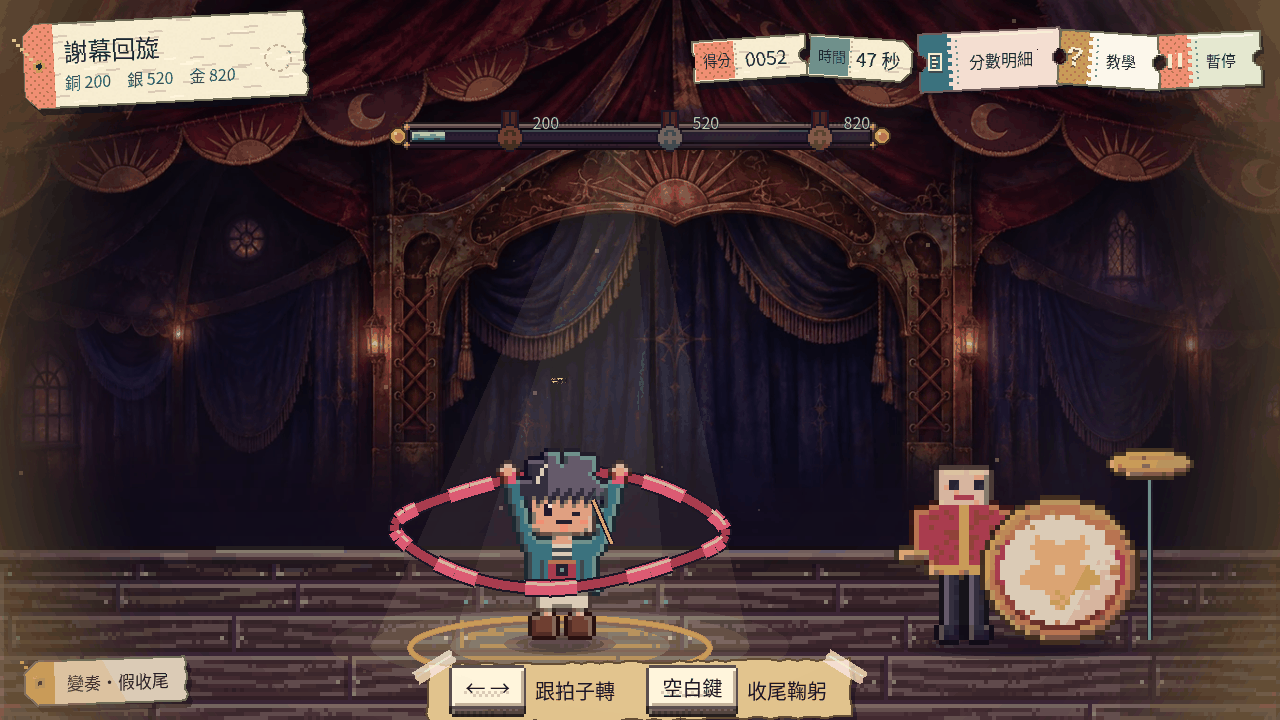 謝幕回旋
銅 200 銀 520 金 820
得分 0052
時間 47 秒
分數明細
? 教學
暫停
200 520 820
變奏・假收尾
←→ 跟拍子轉
空白鍵 收尾鞠躬